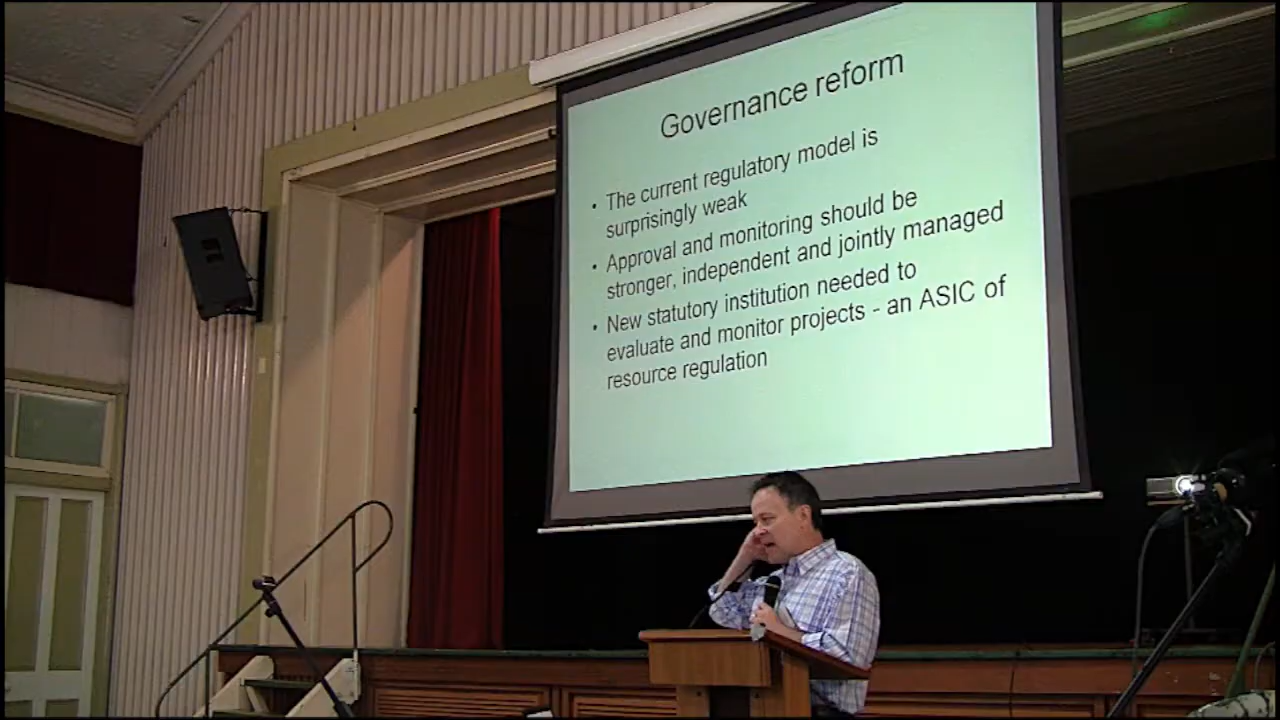 Governance reform
• The current regulatory model is
surprisingly weak
• Approval and monitoring should be
stronger, independent and jointly managed
• New statutory institution needed to
evaluate and monitor projects - an ASIC of
resource regulation